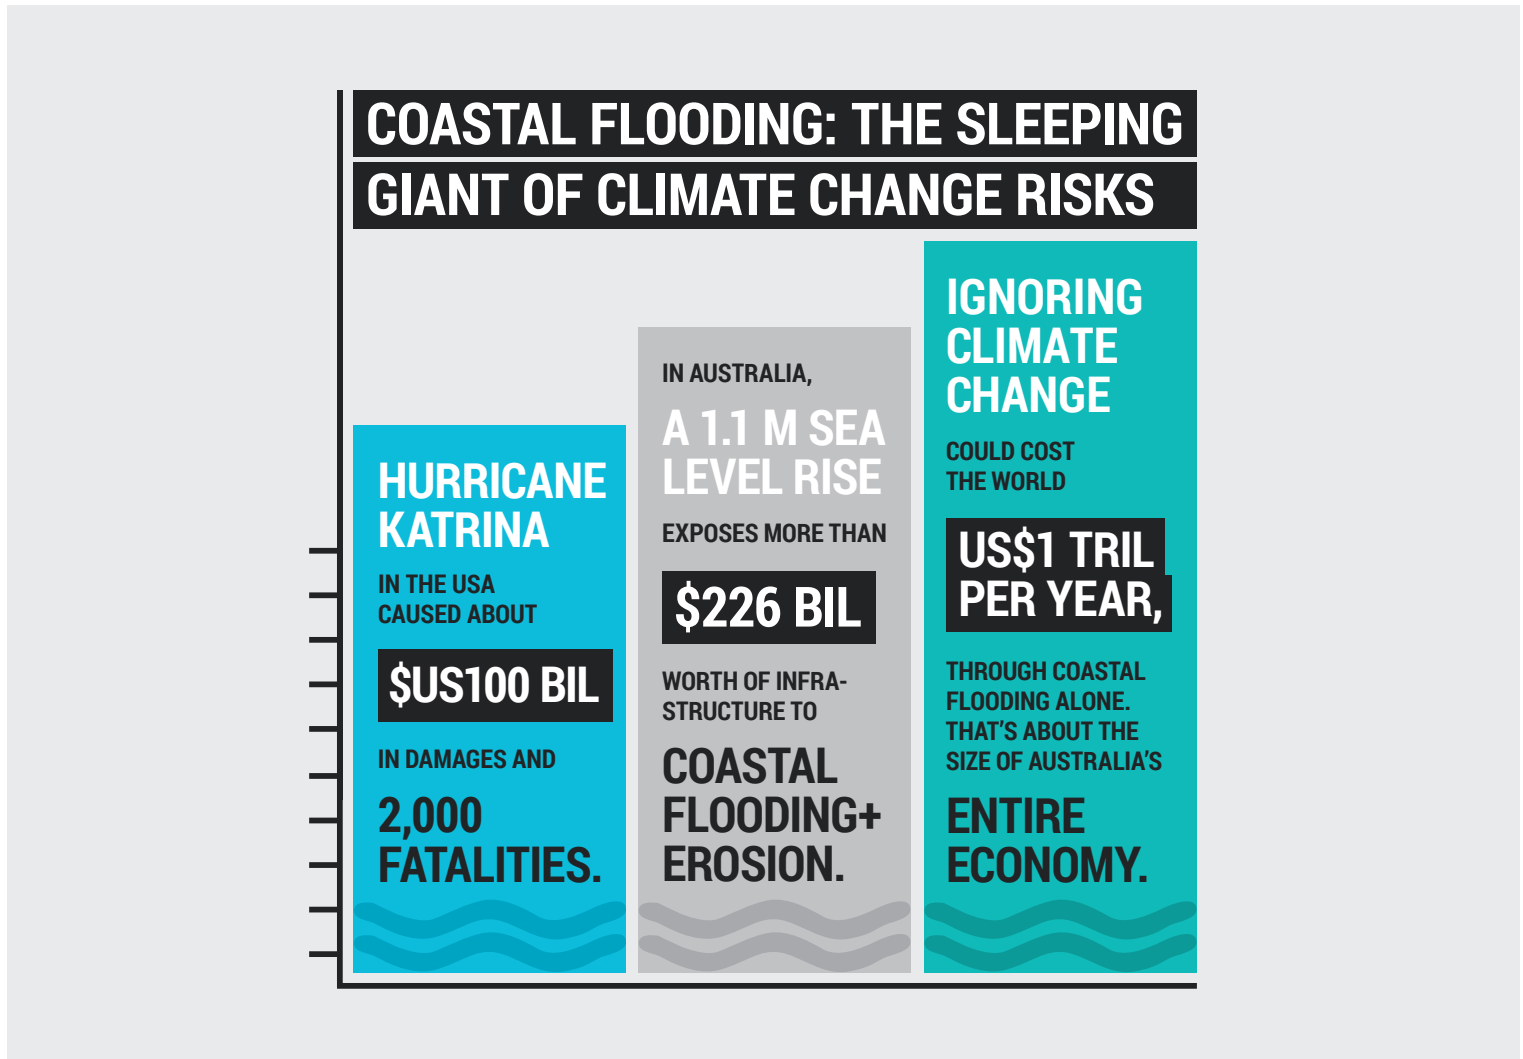 COASTAL FLOODING: THE SLEEPING
GIANT OF CLIMATE CHANGE RISKS
HURRICANE
KATRINA
IN THE USA
CAUSED ABOUT
$US100 BIL
IN DAMAGES AND
2,000
FATALITIES.
IN AUSTRALIA,
A 1.1 M SEA
LEVEL RISE
EXPOSES MORE THAN
$226 BIL
WORTH OF INFRA-
STRUCTURE TO
COASTAL
FLOODING+
EROSION.
IGNORING
CLIMATE
CHANGE
COULD COST
THE WORLD
US$1 TRIL
PER YEAR,
THROUGH COASTAL
FLOODING ALONE.
THAT'S ABOUT THE
SIZE OF AUSTRALIA'S
ENTIRE
ECONOMY.